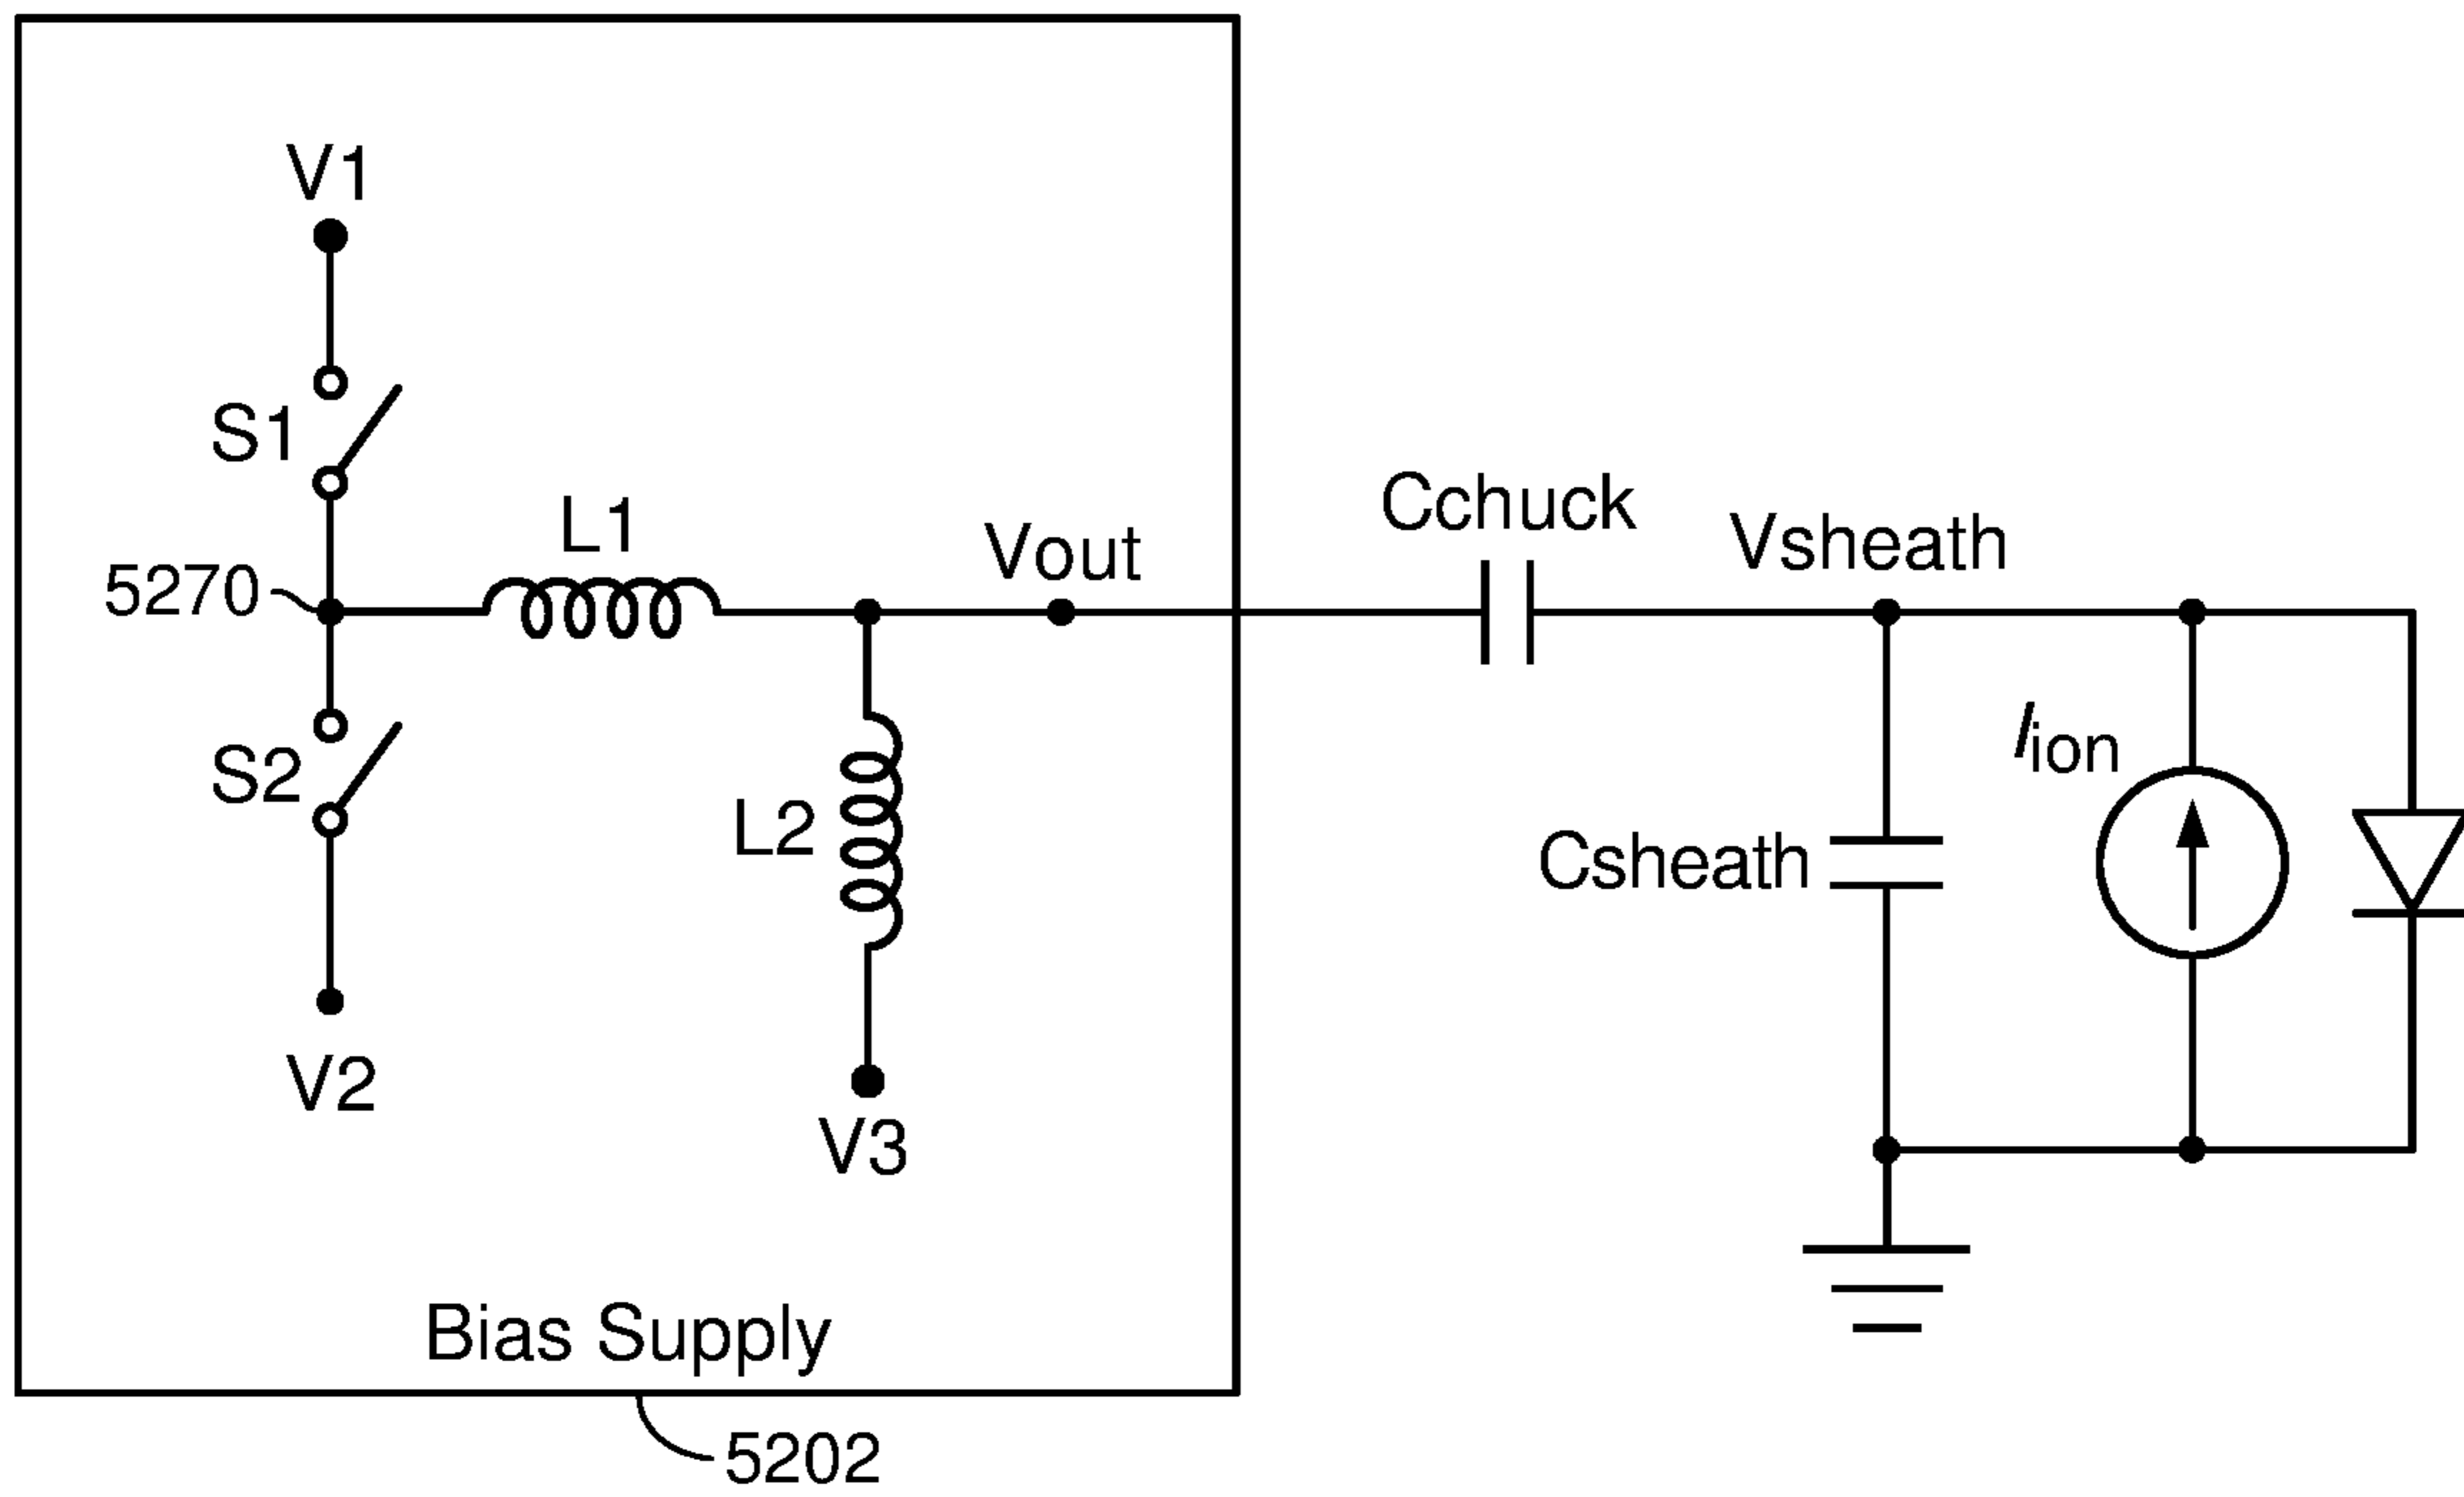 V1
S1
L1
Vout
Cchuck
Vsheath
5270
S2
L2
Iion
Csheath
V2
V3
Bias Supply
5202